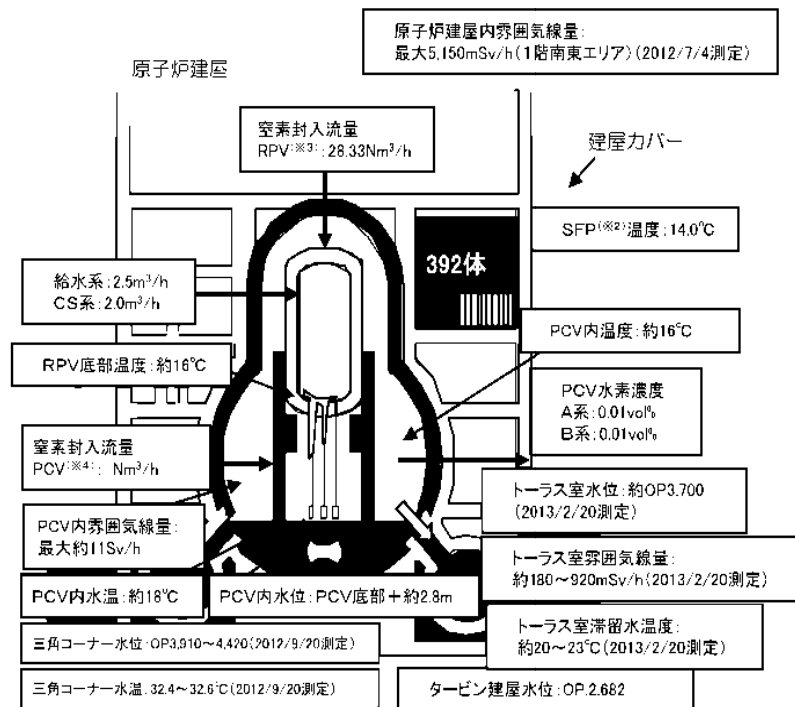 原子炉建屋内雰囲気線量:
最大5,150mSv/h(1階南東エリア)(2012/7/4測定)
原子炉建屋
窒素封入流量
RPV(※3):28.33Nm³/h
建屋カバー
SFP(※2)温度:14.0℃
392体
給水系:2.5m³/h
CS系:2.0m³/h
PCV内温度:約16℃
RPV底部温度:約16℃
PCV水素濃度
A系:0.01vol%
B系:0.01vol%
窒素封入流量
PCV(※4): Nm³/h
トーラス室水位:約OP3.700
(2013/2/20測定)
PCV内雰囲気線量:
最大約11Sv/h
トーラス室雰囲気線量:
約180～920mSv/h(2013/2/20測定)
PCV内水温:約18℃
PCV内水位:PCV底部+約2.8m
トーラス室滞留水温度:
約20～23℃(2013/2/20測定)
三角コーナー水位:OP3,910～4,420(2012/9/20測定)
三角コーナー水温:32.4～32.6℃(2012/9/20測定)
タービン建屋水位:OP.2.682